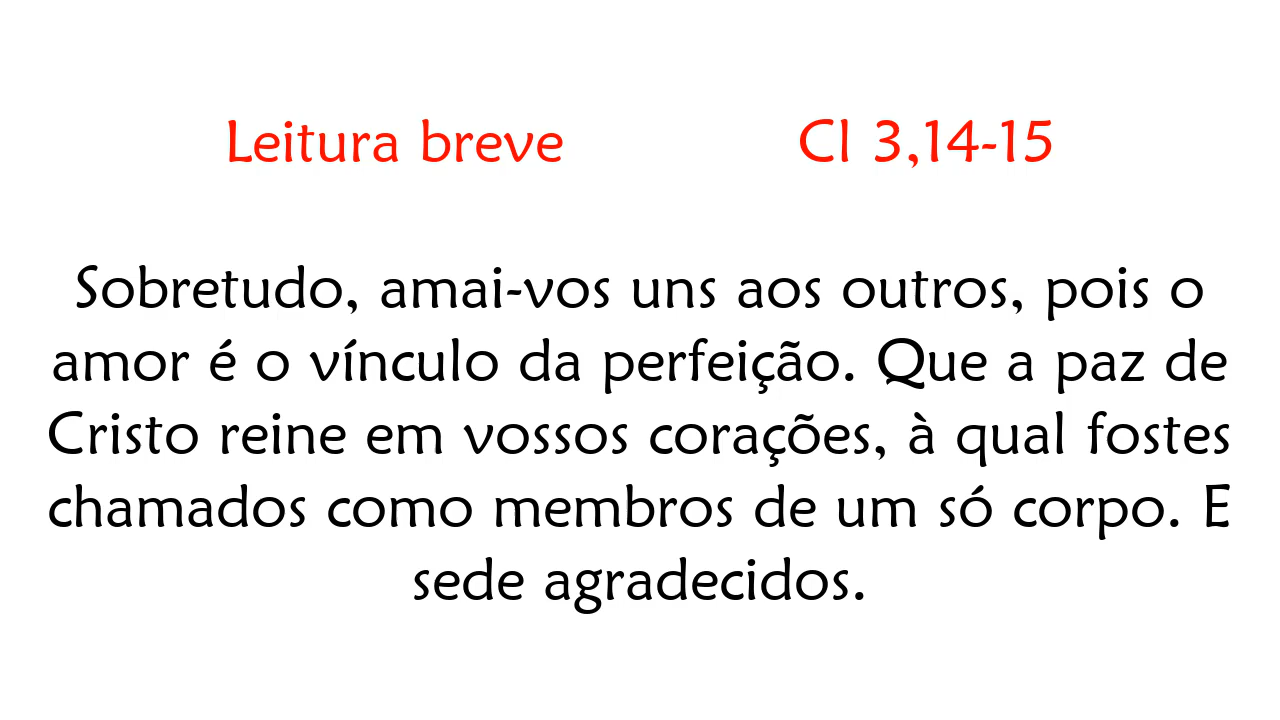 Leitura breve Cl 3,14-15
Sobretudo, amai-vos uns aos outros, pois o
amor é o vínculo da perfeição. Que a paz de
Cristo reine em vossos corações, à qual fostes
chamados como membros de um só corpo. E
sede agradecidos.